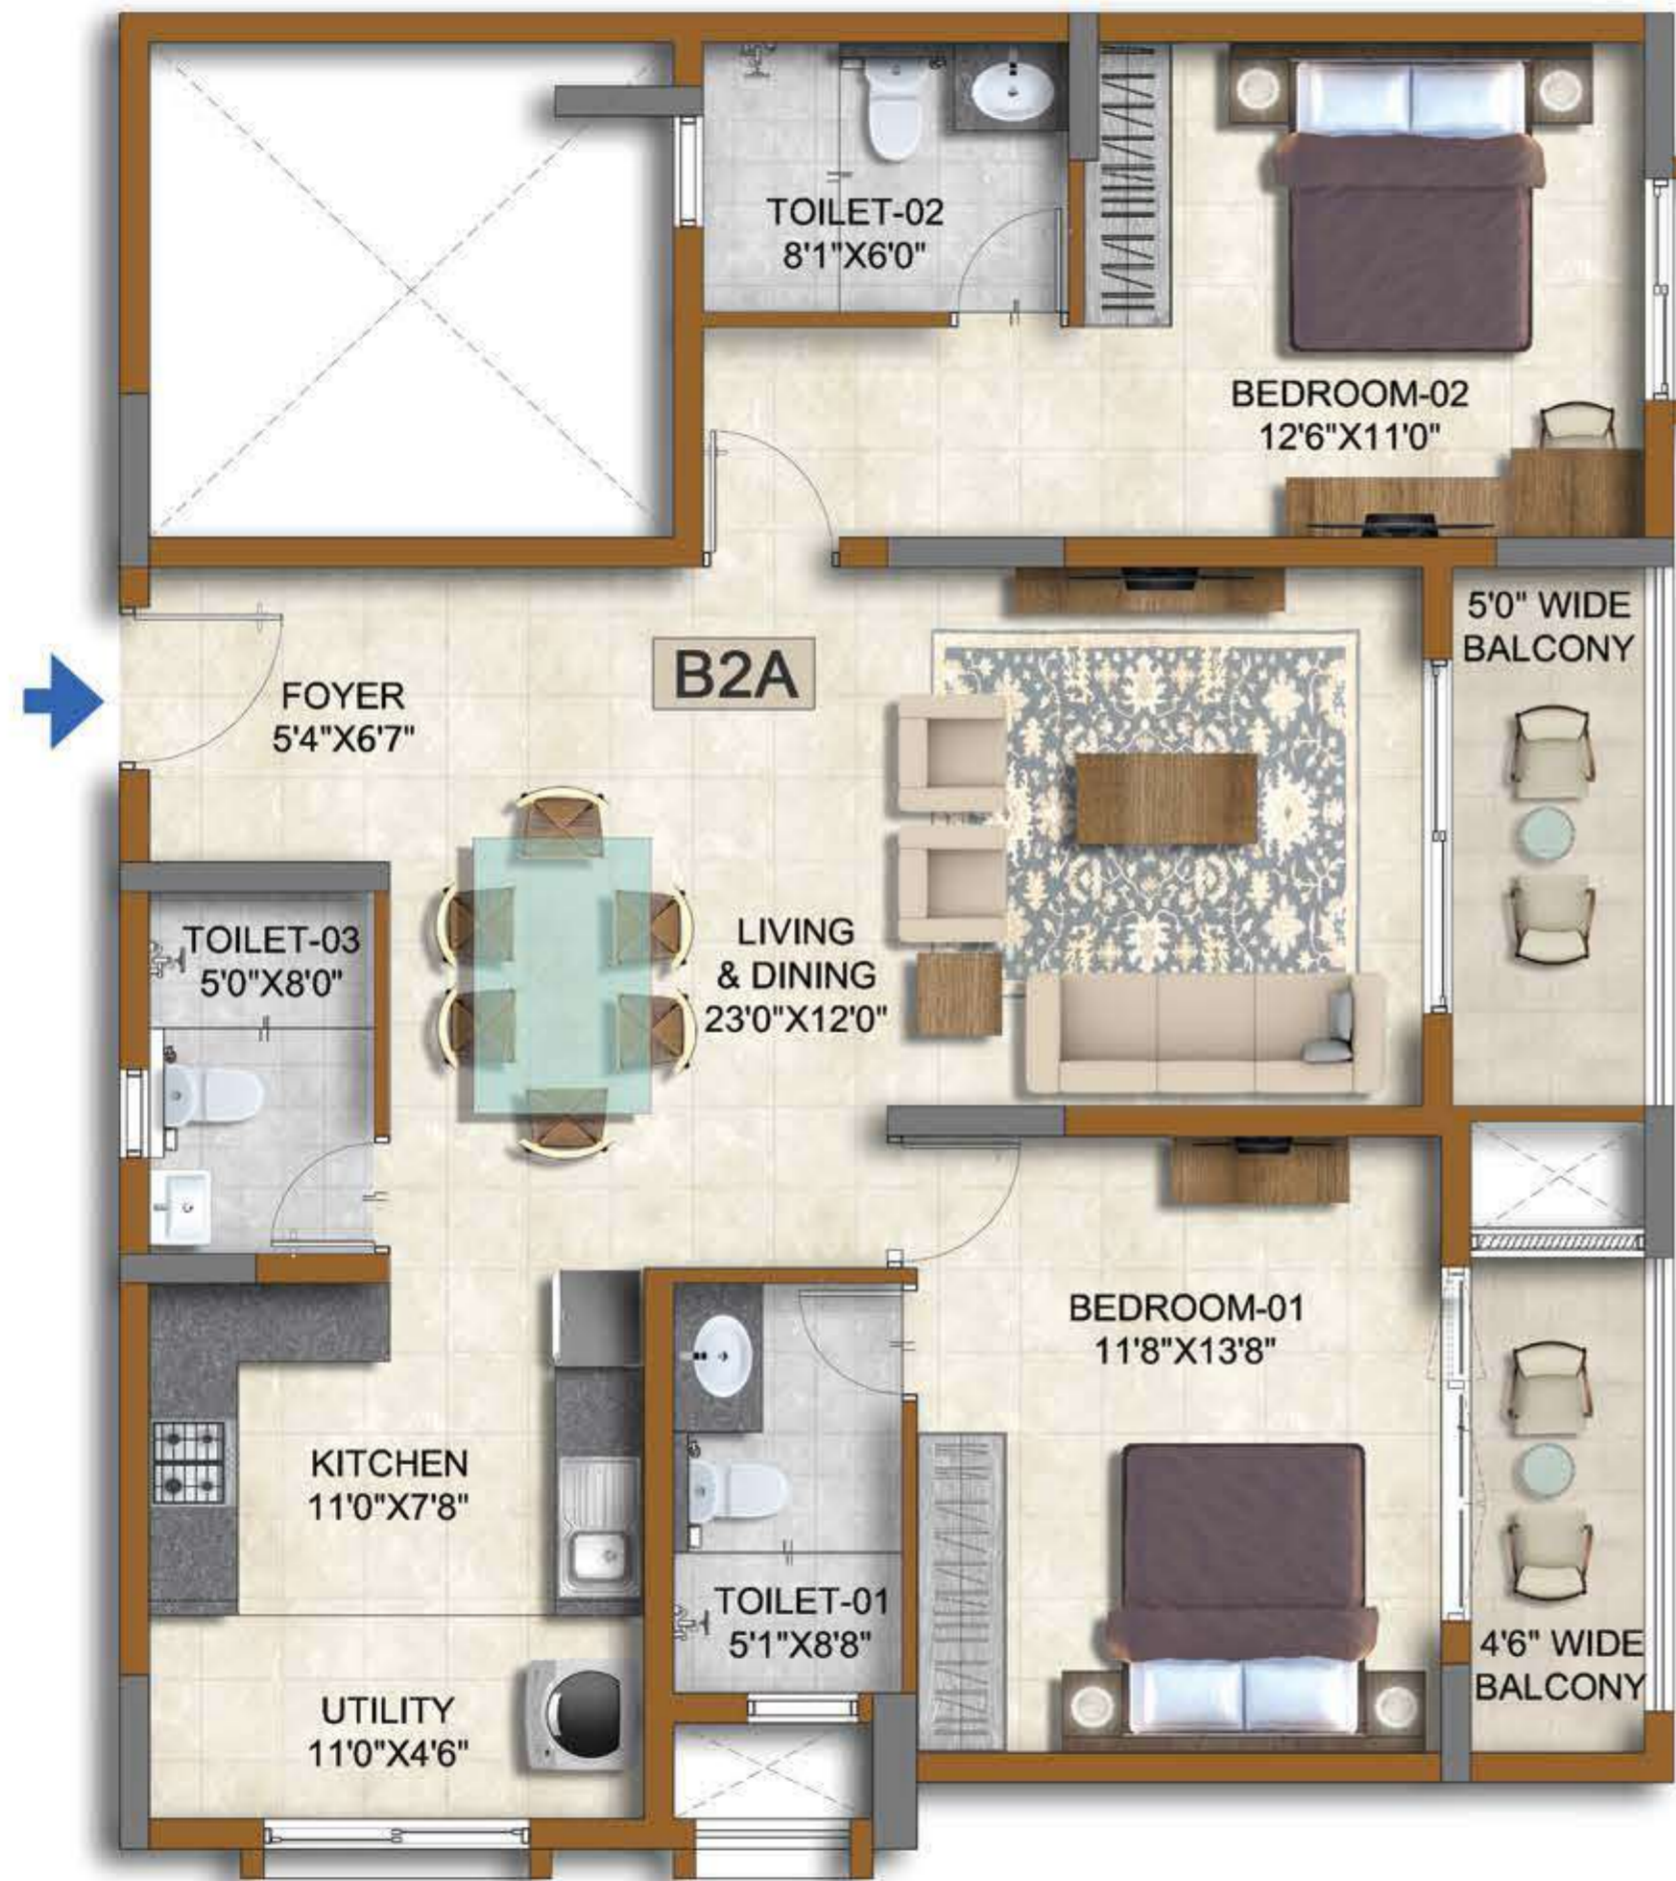 TOILET-02
8'1"X6'0"
BEDROOM-02
12'6"X11'0"
5'0" WIDE
BALCONY
B2A
FOYER
5'4"X6'7"
TOILET-03
5'0"X8'0"
LIVING
& DINING
23'0"X12'0"
BEDROOM-01
11'8"X13'8"
KITCHEN
11'0"X7'8"
TOILET-01
5'1"X8'8"
4'6" WIDE
BALCONY
UTILITY
11'0"X4'6"